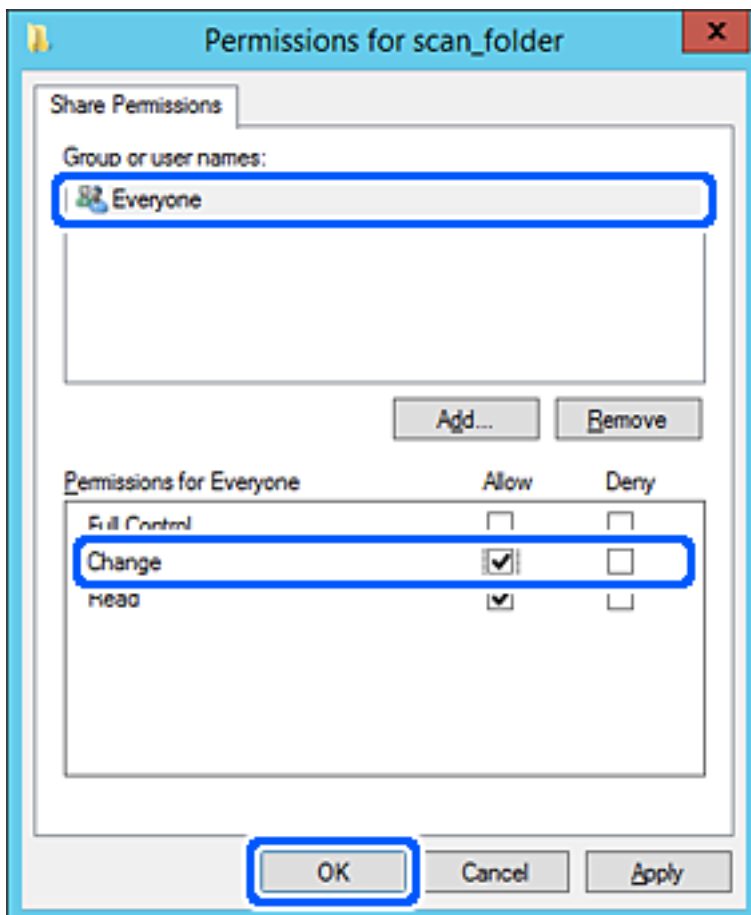 Permissions for scan_folder
x
Share Permissions
Group or user names:
Everyone
Add... Remove
Permissions for Everyone Allow Deny
Full Control
Change
Read
OK Cancel Apply